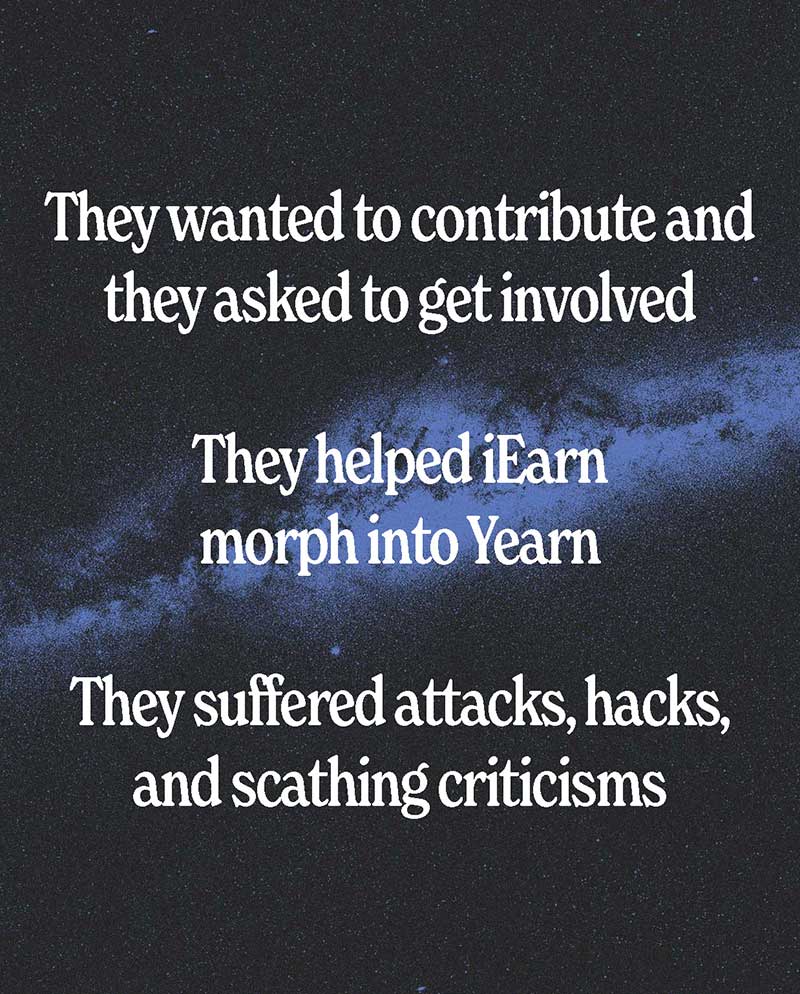 They wanted to contribute and
they asked to get involved
They helped iEarn
morph into Yearn
They suffered attacks, hacks,
and scathing criticisms